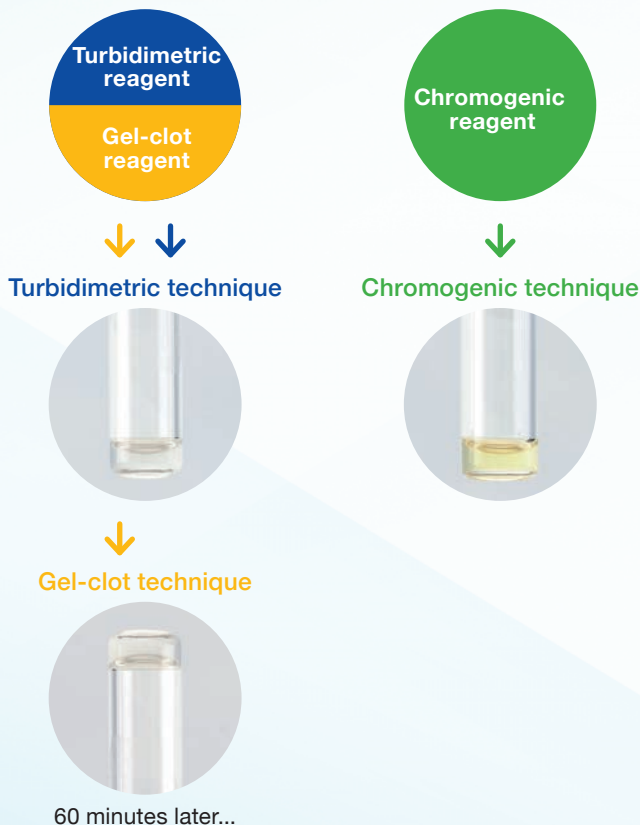 Turbidimetric
reagent
Gel-clot
reagent
Turbidimetric technique
Gel-clot technique
60 minutes later...
Chromogenic
reagent
Chromogenic technique